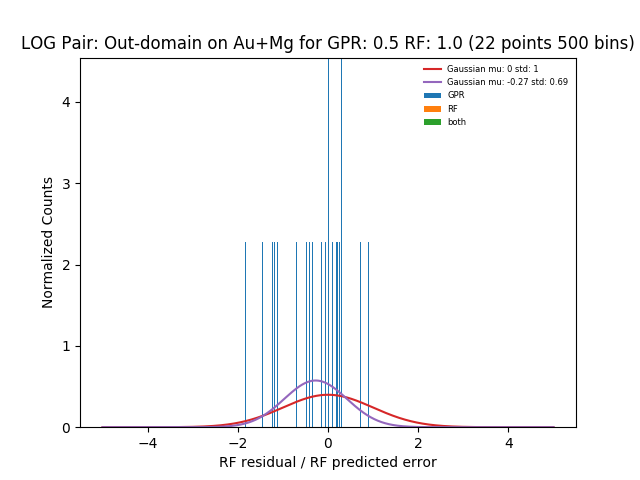 LOG Pair: Out-domain on Au+Mg for GPR: 0.5 RF: 1.0 (22 points 500 bins)
Gaussian mu: 0 std: 1
Gaussian mu: -0.27 std: 0.69
GPR
RF
both
Normalized Counts
4
3
2
1
0
−4 −2 0 2 4
RF residual / RF predicted error